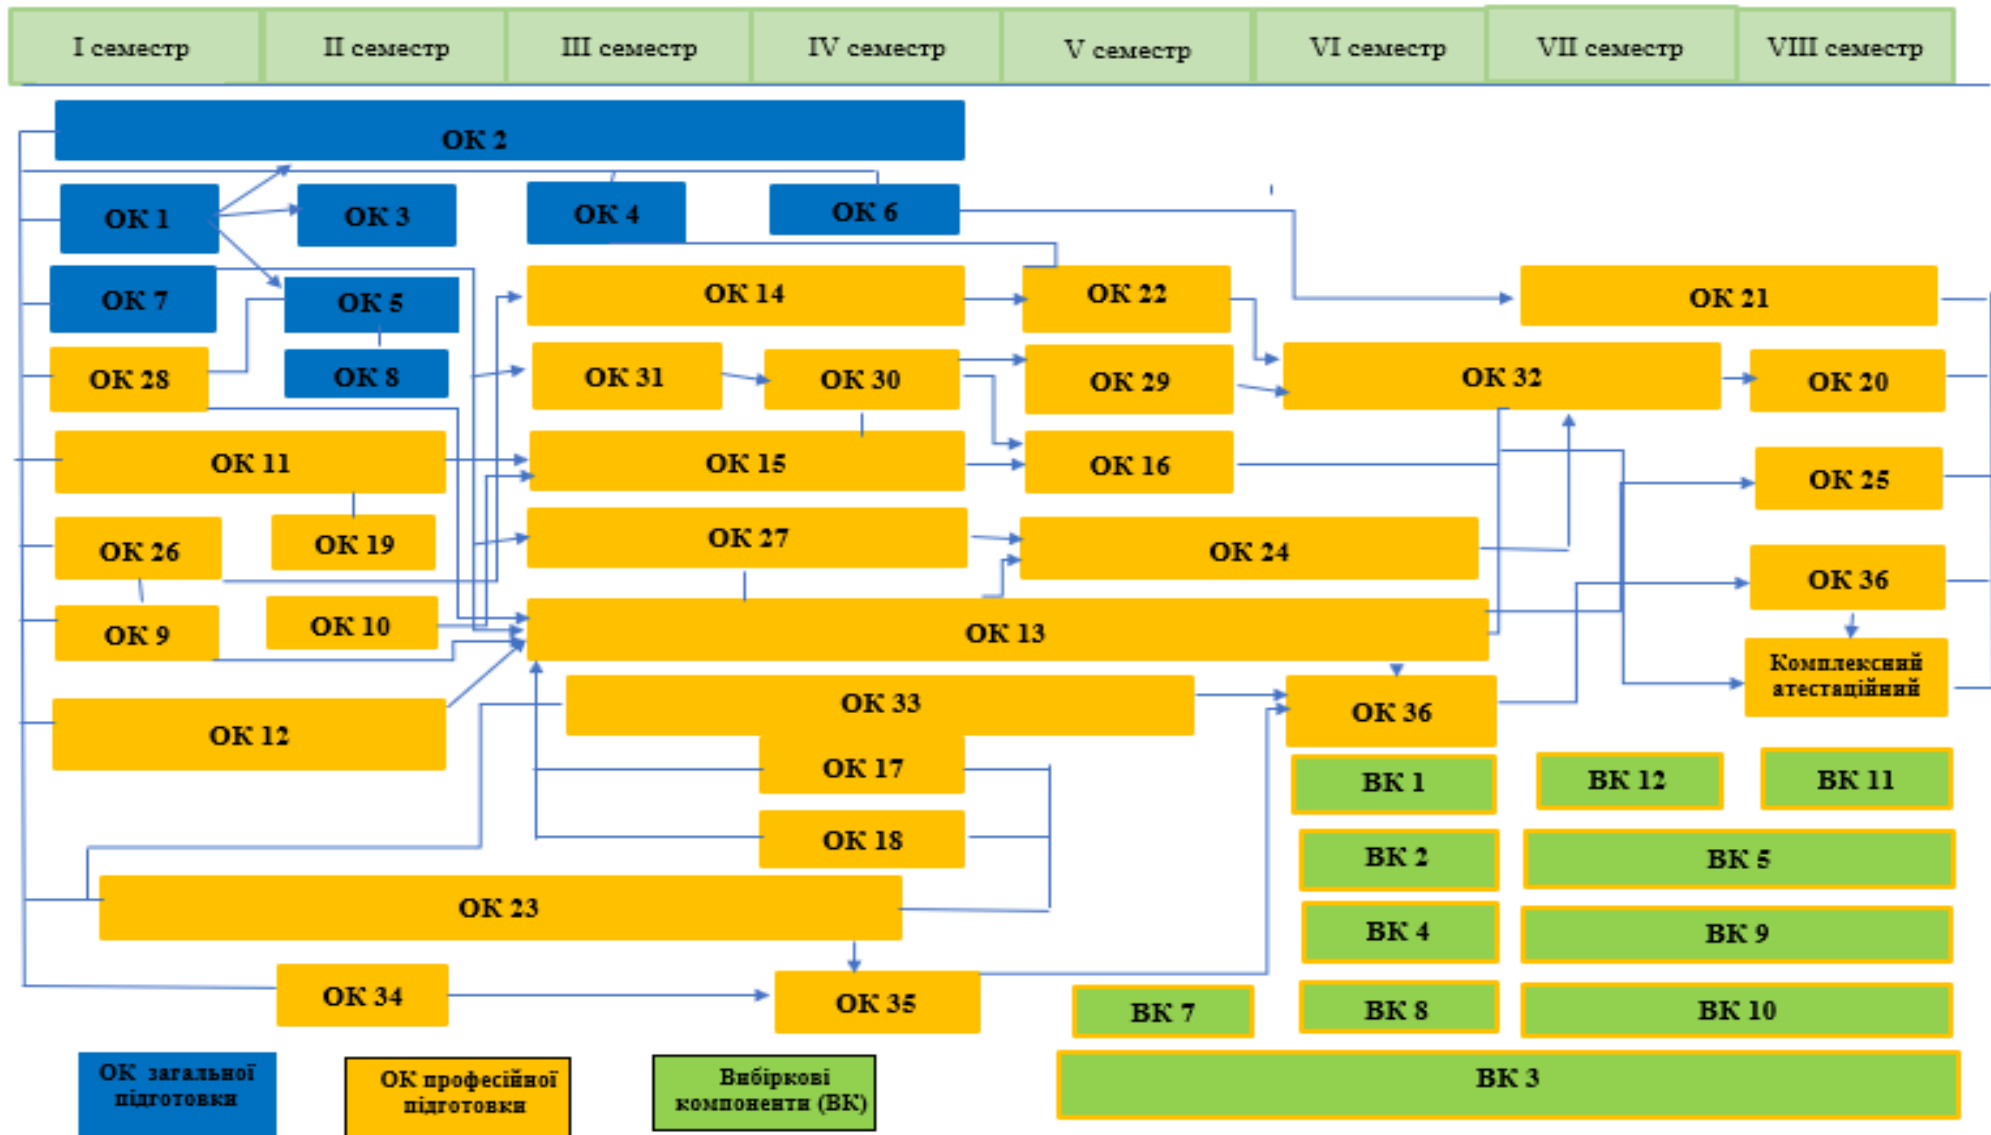 I семестр
II семестр
III семестр
IV семестр
V семестр
VI семестр
VII семестр
VIII семестр
ОК 2
ОК 1
ОК 3
ОК 4
ОК 6
ОК 7
ОК 5
ОК 14
ОК 22
ОК 21
ОК 28
ОК 8
ОК 31
ОК 30
ОК 29
ОК 32
ОК 20
ОК 11
ОК 15
ОК 16
ОК 25
ОК 26
ОК 19
ОК 27
ОК 24
ОК 36
ОК 9
ОК 10
ОК 13
Комплексний
атестаційний
ОК 12
ОК 33
ОК 36
ОК 17
ВК 1
ВК 12
ВК 11
ОК 18
ВК 2
ВК 5
ОК 23
ВК 4
ВК 9
ОК 34
ОК 35
ВК 7
ВК 8
ВК 10
ВК 3
ОК загальної
підготовки
ОК професійної
підготовки
Вибіркові
компоненти (ВК)